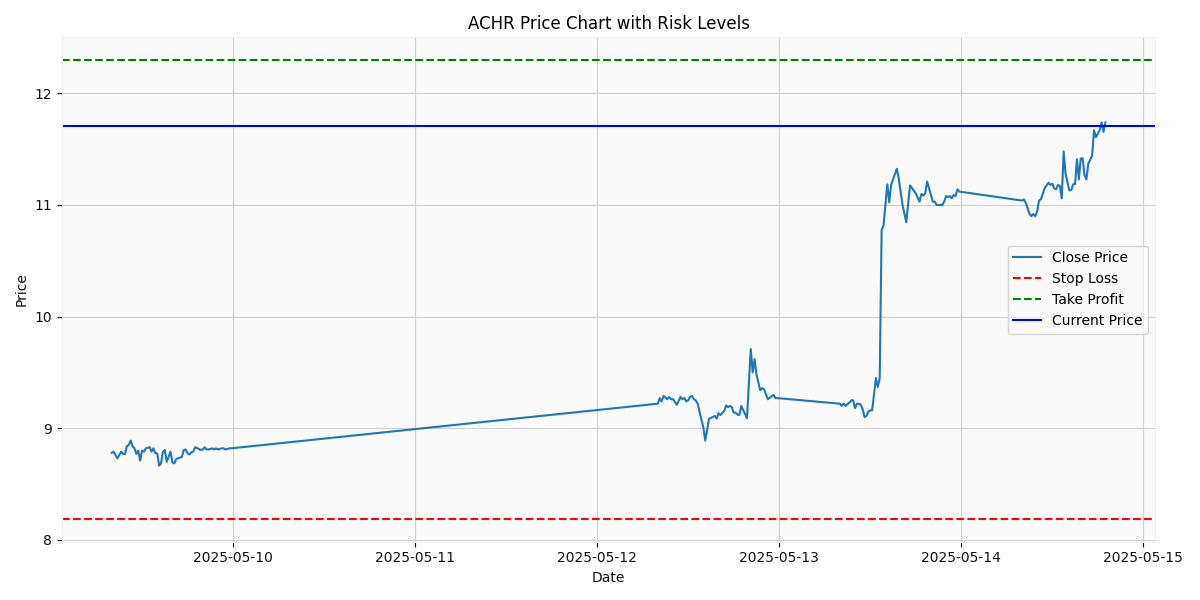 ACHR Price Chart with Risk Levels
12
11
10
9
8
Price
Close Price
Stop Loss
Take Profit
Current Price
2025-05-10 2025-05-11 2025-05-12 2025-05-13 2025-05-14 2025-05-15
Date